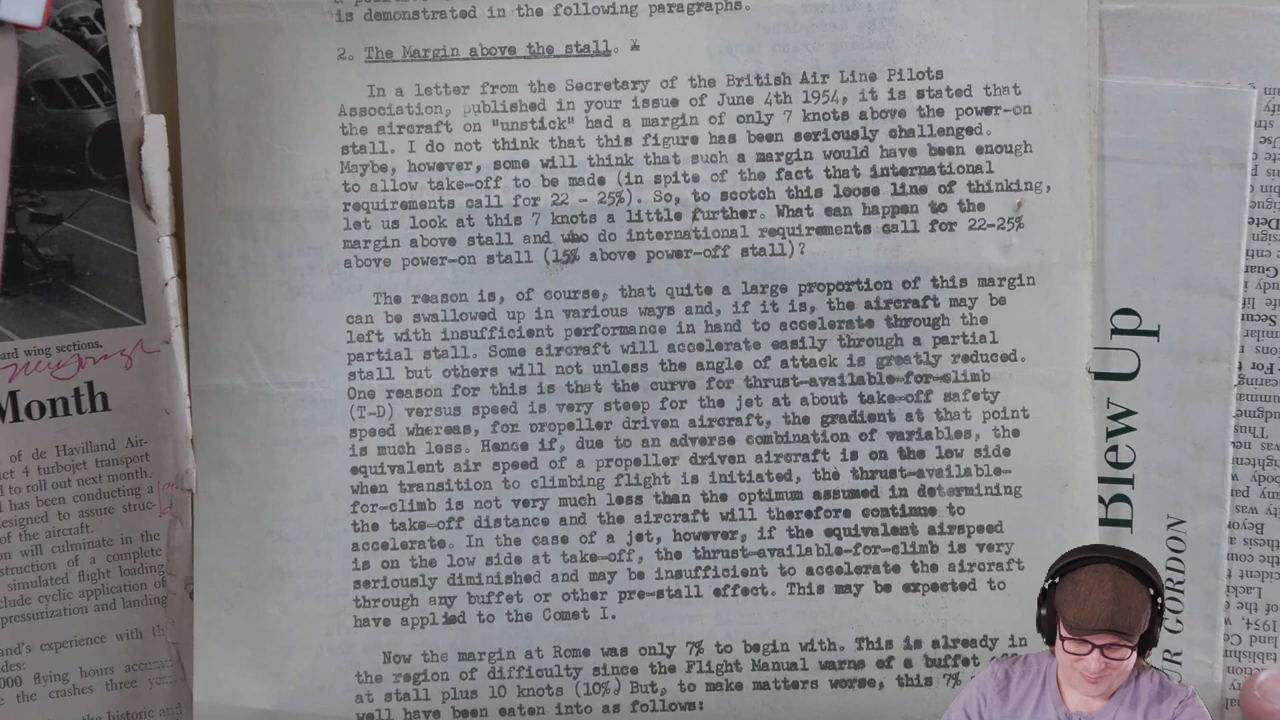 is demonstrated in the following paragraphs.
2. The Margin above the stall.
In a letter from the Secretary of the British Air Line Pilots
Association, published in your issue of June 4th 1954, it is stated that
the aircraft on "unstick" had a margin of only 7 knots above the power-on
stall. I do not think that this figure has been seriously challenged.
Maybe, however, some will think that such a margin would have been enough
to allow take-off to be made (in spite of the fact that international
requirements call for 22 - 25%). So, to scotch this loose line of thinking,
let us look at this 7 knots a little further. What can happen to the
margin above stall and who do international requirements call for 22-25%
above power-on stall (15% above power-off stall)?
The reason is, of course, that quite a large proportion of this margin
can be swallowed up in various ways and, if it is, the aircraft may be
left with insufficient performance in hand to accelerate through the
partial stall. Some aircraft will accelerate easily through a partial
stall but others will not unless the angle of attack is greatly reduced.
One reason for this is that the curve for thrust-available-for-climb
(T-D) versus speed is very steep for the jet at about take-off safety
speed whereas, for propeller driven aircraft, the gradient at that point
is much less. Hence if, due to an adverse combination of variables, the
equivalent air speed of a propeller driven aircraft is on the low side
when transition to climbing flight is initiated, the thrust-available-
for-climb is not very much less than the optimum assumed in determining
the take-off distance and the aircraft will therefore continue to
accelerate. In the case of a jet, however, if the equivalent airspeed
is on the low side at take-off, the thrust-available-for-climb is very
seriously diminished and may be insufficient to accelerate the aircraft
through any buffet or other pre-stall effect. This may be expected to
have applied to the Comet I.
Now the margin at Rome was only 7% to begin with. This is already in
the region of difficulty since the Flight Manual warns of a buffet
at stall plus 10 knots (10%) But, to make matters worse, this 7%
well have been eaten into as follows:
ard wing sections.
Month
of de Havilland Air-
et 4 turbojet transport
to roll out next month.
has been conducting a
esigned to assure struc-
of the aircraft.
on will culminate in the
struction of a complete
simulated flight loading
clude cyclic application of
pressurization and landing
and's experience with th
des:
000 flying hours accum
e the crashes three
the historic and
Blew Up
UR GORDON